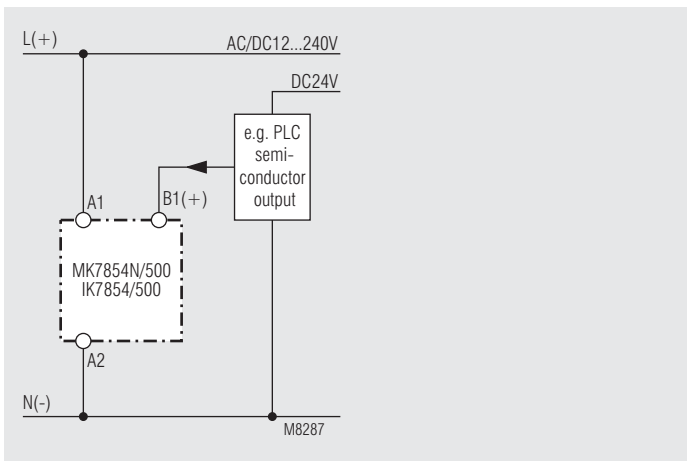 L(+)
AC/DC12...240V
DC24V
e.g. PLC
semi-
conductor
output
A1
B1(+)
MK7854N/500
IK7854/500
A2
N(-)
M8287